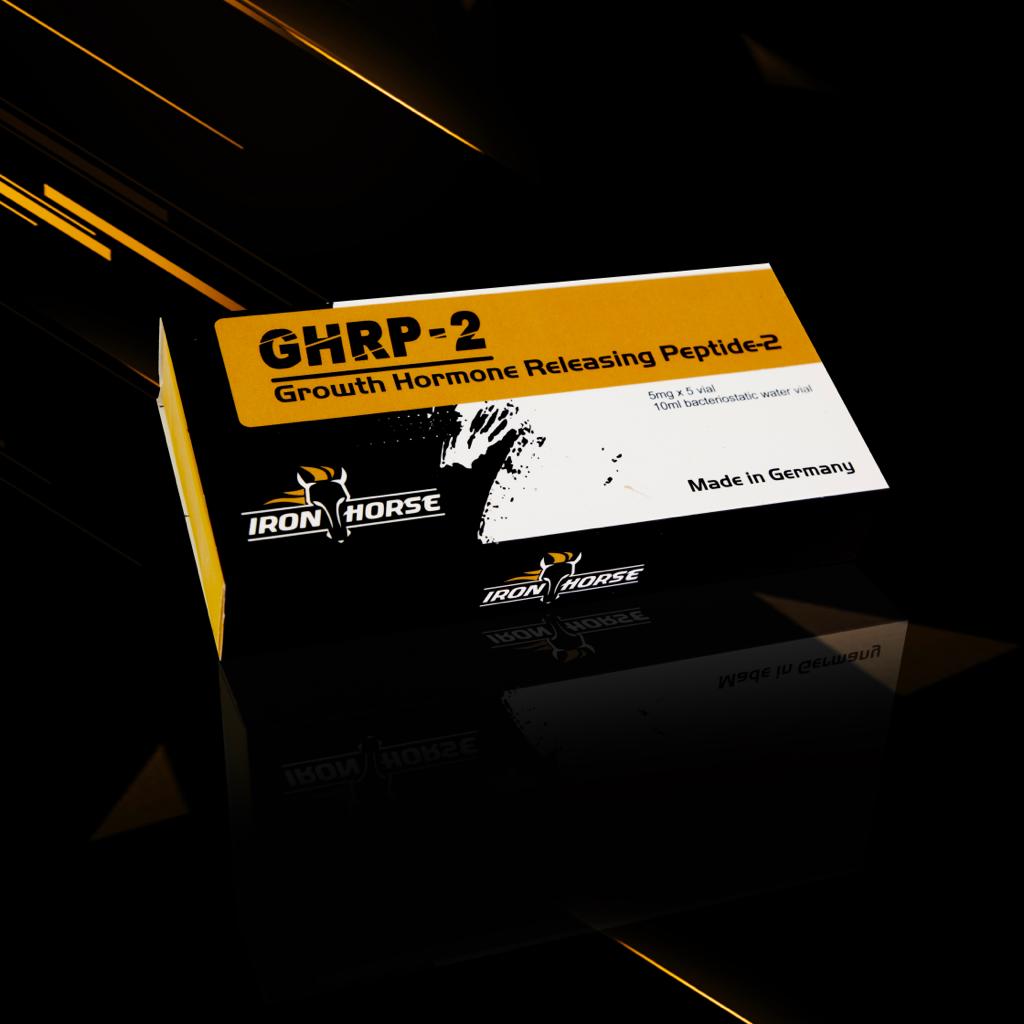 GHRP-2
Growth Hormone Releasing Peptide-2
5mg x 5 vial
10ml bacteriostatic water vial
Made in Germany
IRON HORSE
IRON HORSE